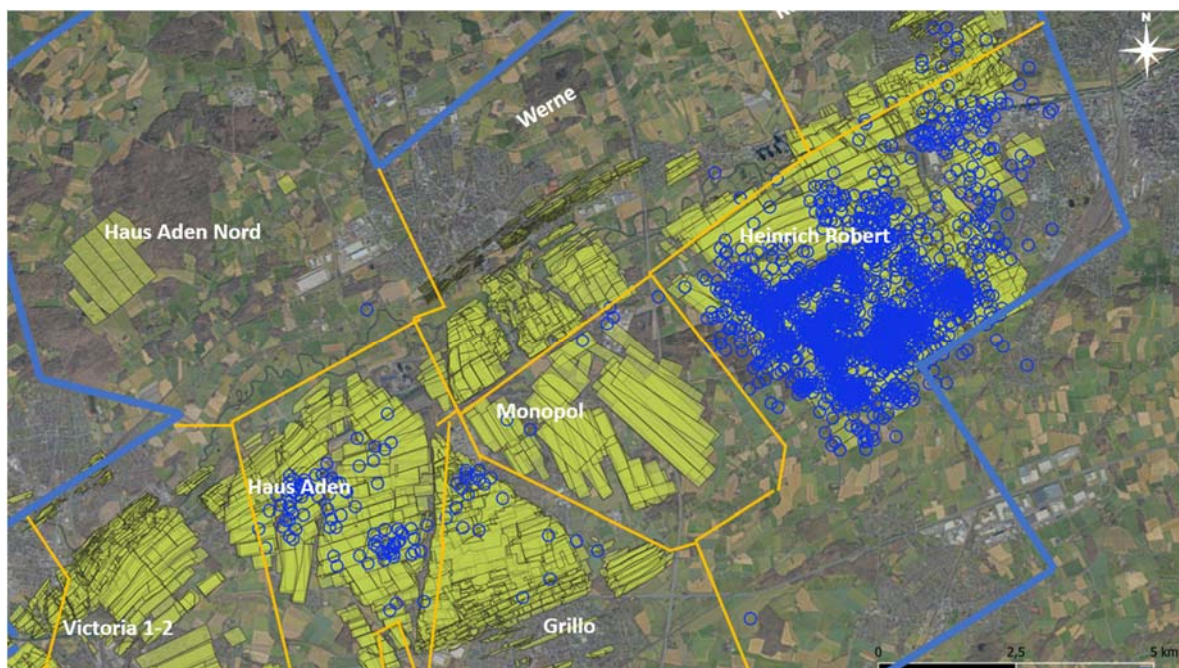 N
Werne
Haus Aden Nord
Heinrich Robert
Monopol
Haus Aden
Grillo
Victoria 1-2
0 2,5 5 km